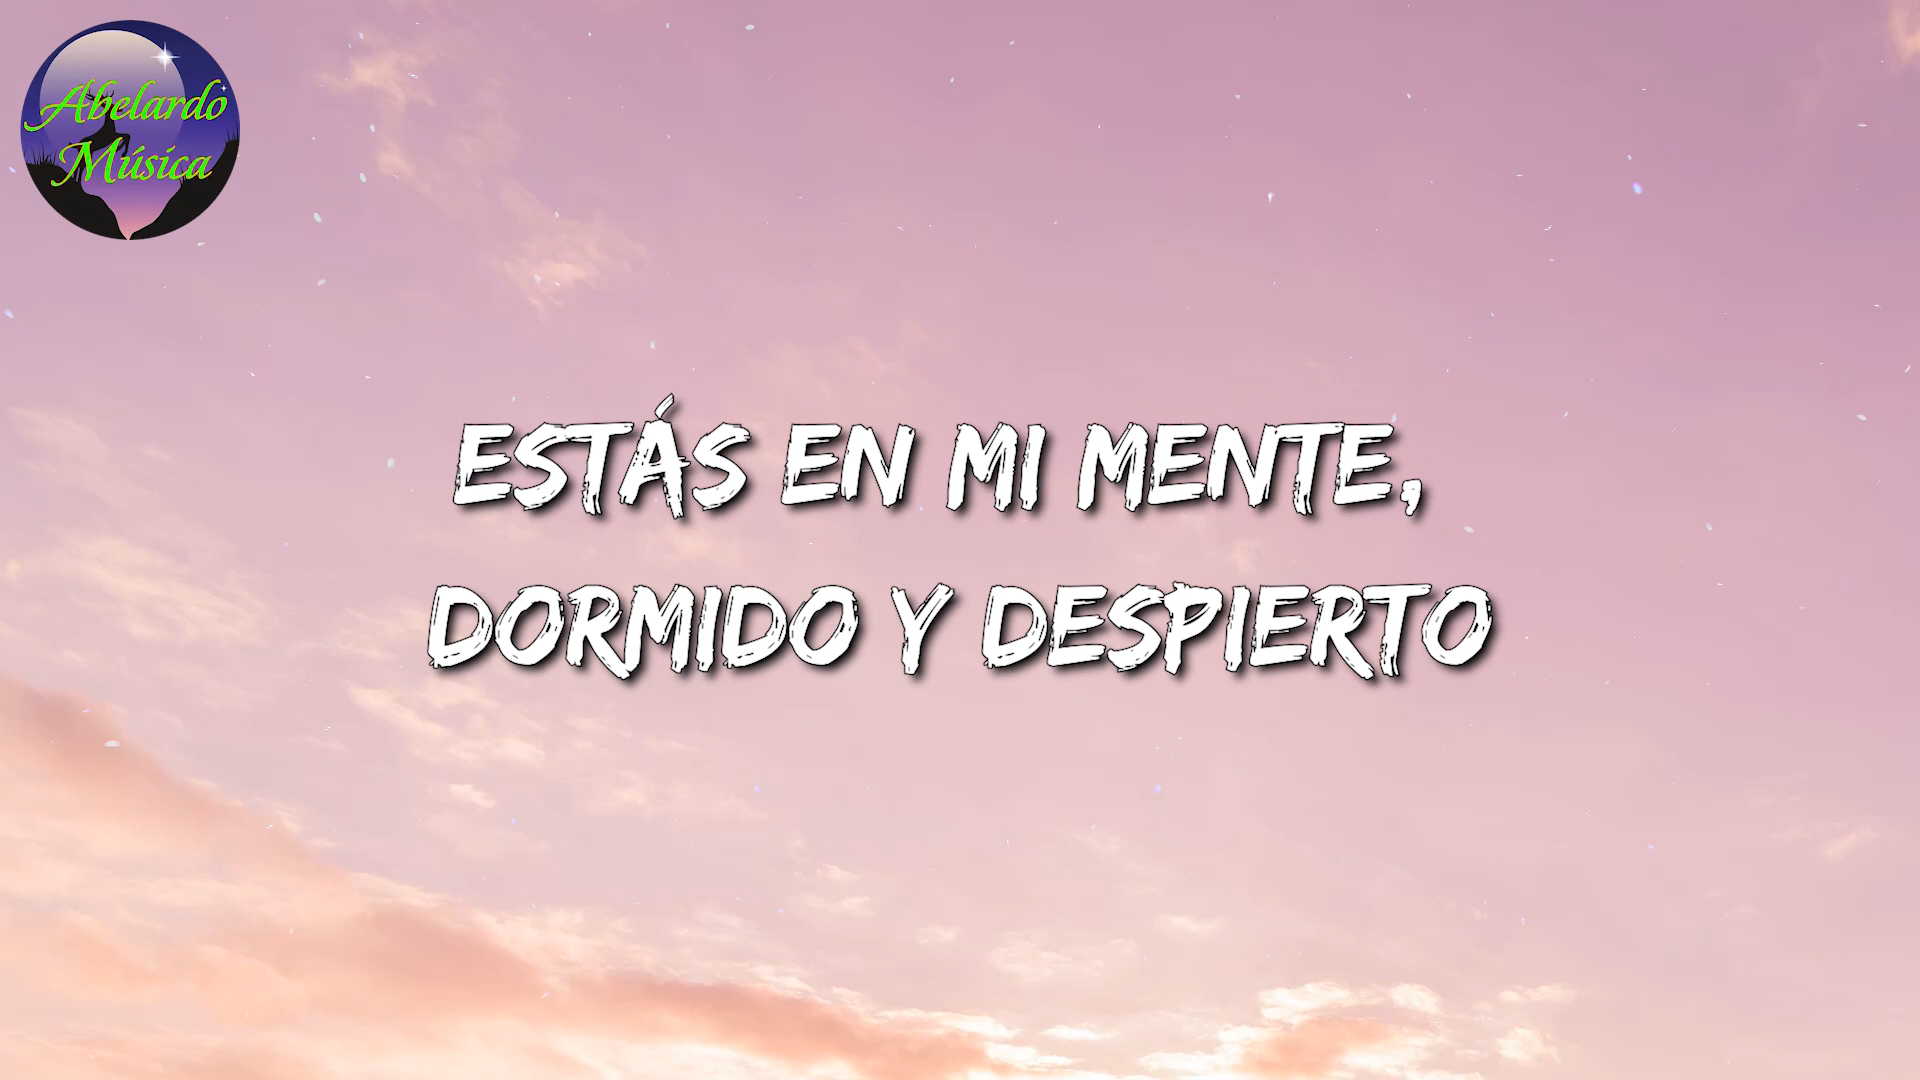 Abelardo
Música
ESTÁS EN MI MENTE,
DORMIDO Y DESPIERTO